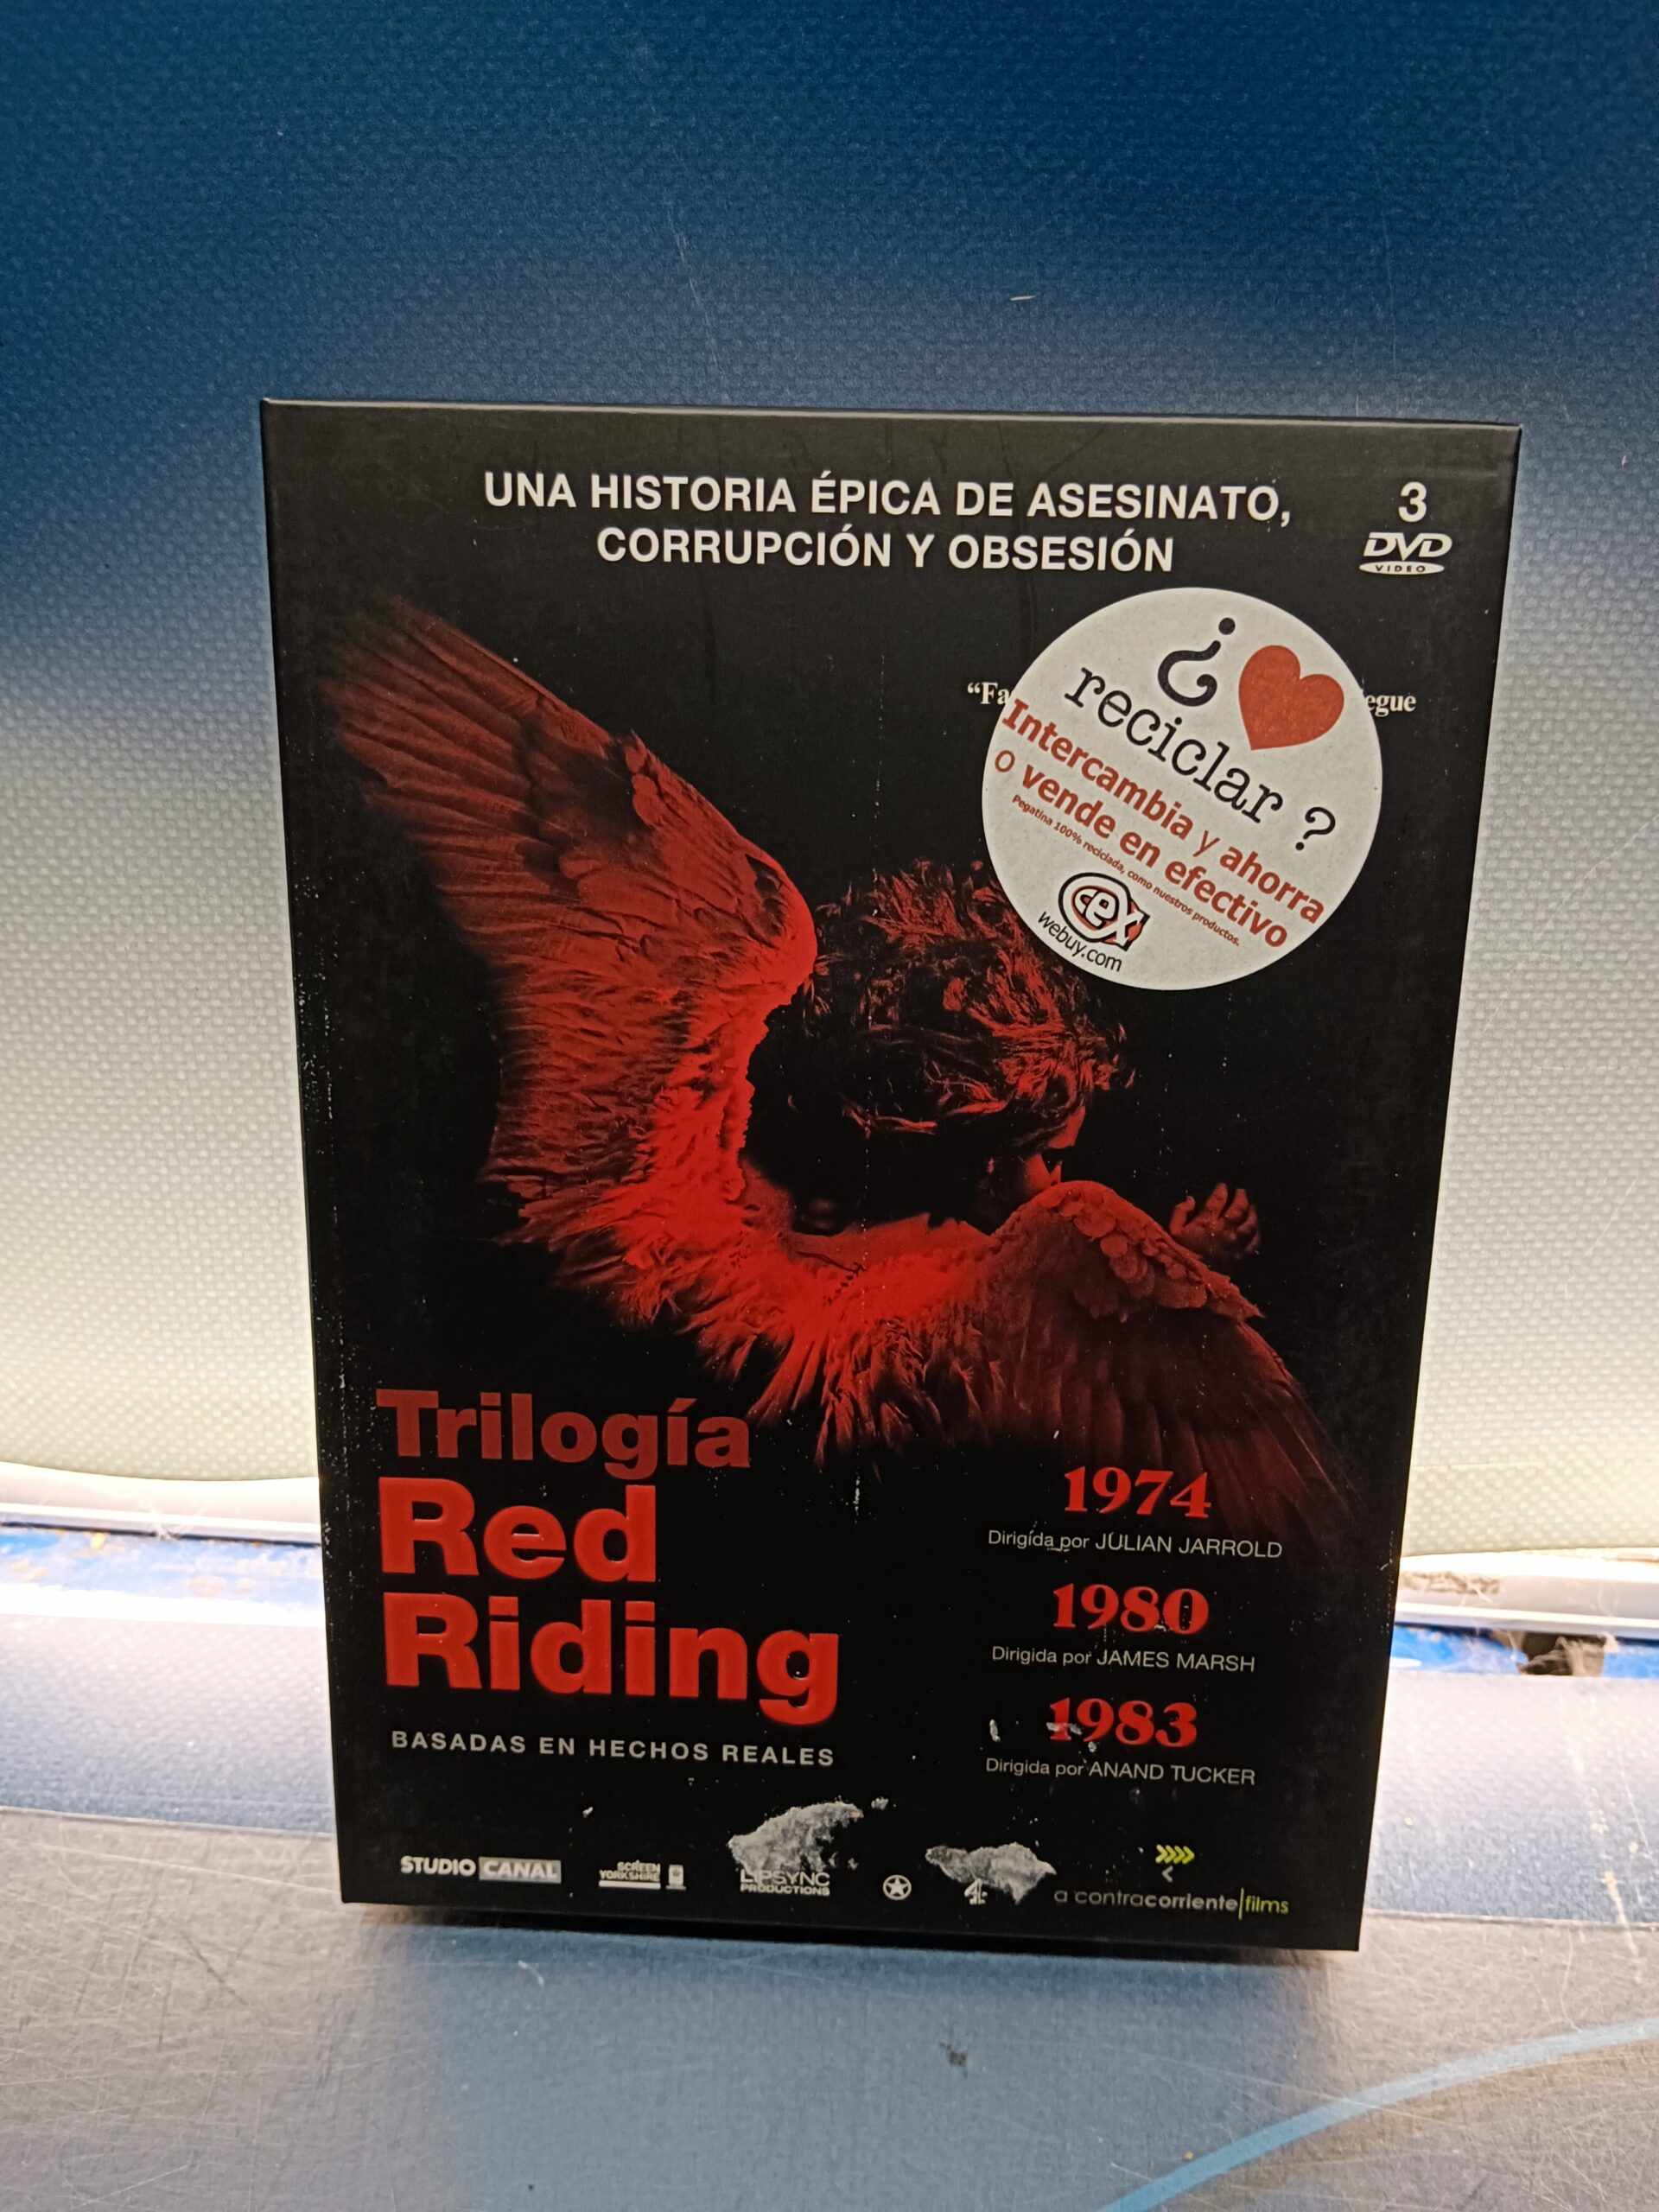 UNA HISTORIA ÉPICA DE ASESINATO,
CORRUPCIÓN Y OBSESIÓN
3
DVD
VIDEO
¿
reciclar ?
Intercambia y ahorra
o vende en efectivo
Pegatina 100% reciclada, como nuestros productos.
cex
webuy.com
Trilogía
Red
Riding
BASADAS EN HECHOS REALES
1974
Dirigida por JULIAN JARROLD
1980
Dirigida por JAMES MARSH
1983
Dirigida por ANAND TUCKER
STUDIO CANAL
SCREEN
YORKSHIRE
LIPSYNC
PRODUCTIONS
4
a contracorriente|films